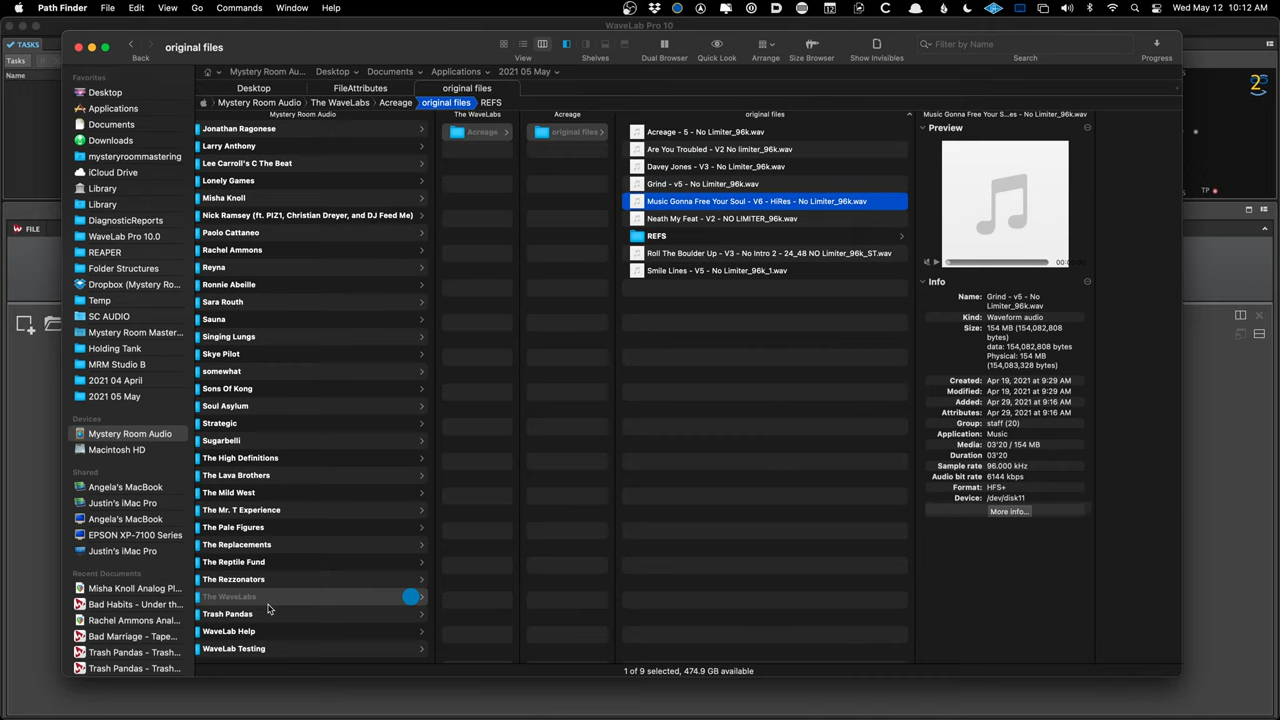 Path Finder File Edit View Go Commands Window Help Wed May 12 10:12 AM
WaveLab Pro 10
TASKS
Tasks
Name
FILE
original files
Back
View
Shelves
Dual Browser
Quick Look
Arrange
Size Browser
Show Invisibles
Filter by Name
Search
Progress
Mystery Room Au... Desktop Documents Applications 2021 05 May
Desktop FileAttributes original files
Mystery Room Audio The WaveLabs Acreage original files REFS
Favorites
Desktop
Applications
Documents
Downloads
mysteryroommastering
iCloud Drive
Library
Library
DiagnosticReports
WaveLab Pro 10.0
REAPER
Folder Structures
Dropbox (Mystery Ro...
Temp
SC AUDIO
Mystery Room Master...
Holding Tank
MRM Studio B
2021 04 April
2021 05 May
Devices
Mystery Room Audio
Macintosh HD
Shared
Angela's MacBook
Justin's iMac Pro
Angela's MacBook
EPSON XP-7100 Series
Justin's iMac Pro
Recent Documents
Misha Knoll Analog Pl...
Bad Habits - Under th...
Rachel Ammons Anal...
Bad Marriage - Tape...
Trash Pandas - Trash...
Trash Pandas - Trash...
Mystery Room Audio
Jonathan Ragonese
Larry Anthony
Lee Carroll's C The Beat
Lonely Games
Misha Knoll
Nick Ramsey (ft. PIZ1, Christian Dreyer, and DJ Feed Me)
Paolo Cattaneo
Rachel Ammons
Reyna
Ronnie Abeille
Sara Routh
Sauna
Singing Lungs
Skye Pilot
somewhat
Sons Of Kong
Soul Asylum
Strategic
Sugarbelli
The High Definitions
The Lava Brothers
The Mild West
The Mr. T Experience
The Pale Figures
The Replacements
The Reptile Fund
The Rezzonators
The WaveLabs
Trash Pandas
WaveLab Help
WaveLab Testing
The WaveLabs
Acreage
Acreage
original files
original files
Acreage - 5 - No Limiter_96k.wav
Are You Troubled - V2 No limiter_96k.wav
Davey Jones - V3 - No Limiter_96k.wav
Grind - v5 - No Limiter_96k.wav
Music Gonna Free Your Soul - V6 - HiRes - No Limiter_96k.wav
Neath My Feat - V2 - NO LIMITER_96k.wav
REFS
Roll The Boulder Up - V3 - No Intro 2 - 24_48 NO Limiter_96k_ST.wav
Smile Lines - V5 - No Limiter_96k_1.wav
Music Gonna Free Your S...es - No Limiter_96k.wav
Preview
Info
Name: Grind - v5 - No
Limiter_96k.wav
Kind: Waveform audio
Size: 154 MB (154,082,808
bytes)
data: 154,082,808 bytes
Physical: 154 MB
(154,083,328 bytes)
Created: Apr 19, 2021 at 9:29 AM
Modified: Apr 19, 2021 at 9:29 AM
Added: Apr 29, 2021 at 9:16 AM
Attributes: Apr 29, 2021 at 9:16 AM
Group: staff (20)
Application: Music
Media: 03'20 / 154 MB
Duration 03'20
Sample rate 96.000 kHz
Audio bit rate 6144 kbps
Format: HFS+
Device: /dev/disk11
More info...
1 of 9 selected, 474.9 GB available